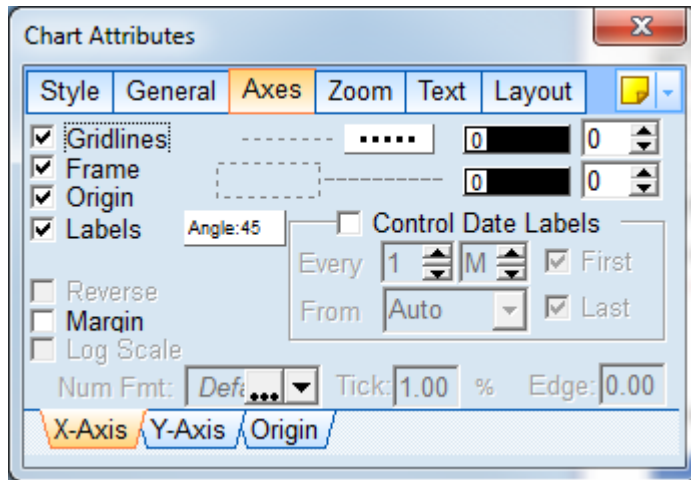 Chart Attributes
Style General Axes Zoom Text Layout
Gridlines 0 0
Frame 0 0
Origin
Labels Angle:45 Control Date Labels
Every 1 M First
Reverse
From Auto Last
Margin
Log Scale
Num Fmt: Defa ... Tick: 1.00 % Edge: 0.00
X-Axis Y-Axis Origin